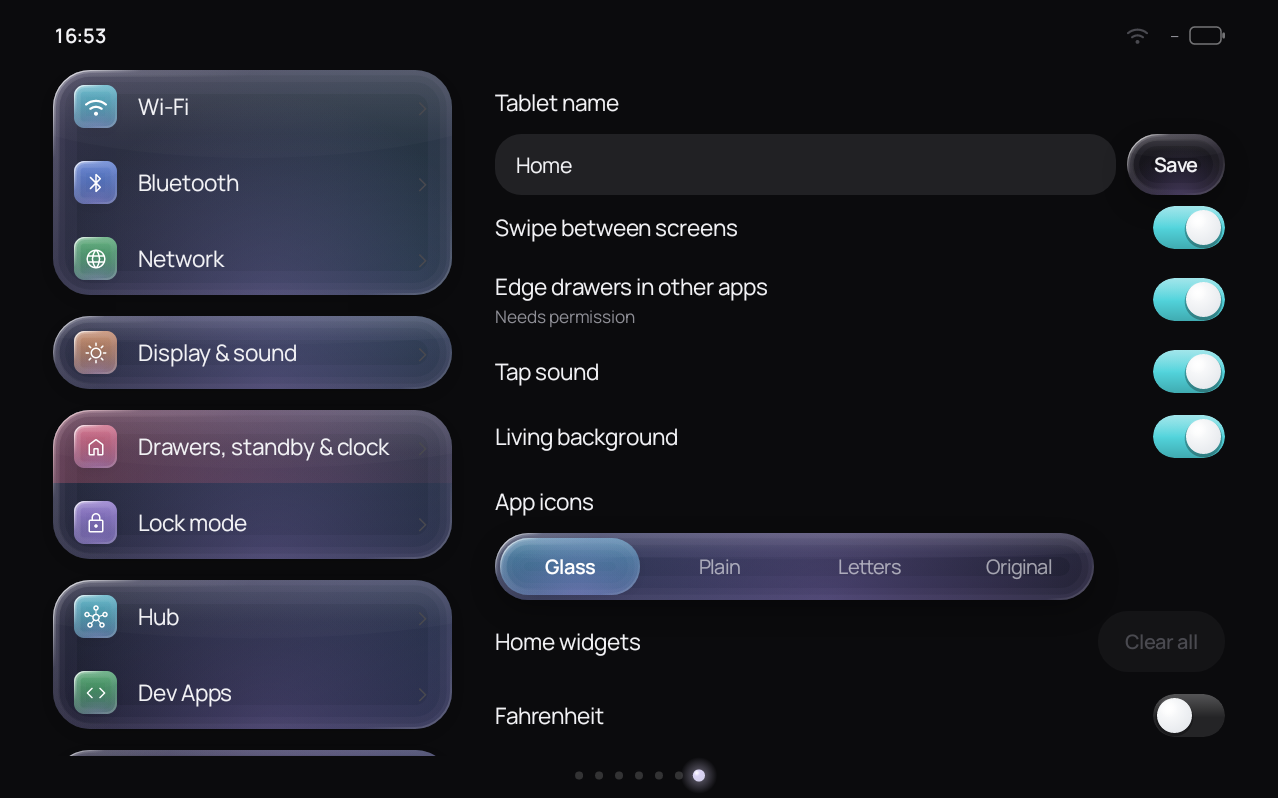 16:53
–
Wi-Fi
Bluetooth
Network
Display & sound
Drawers, standby & clock
Lock mode
Hub
Dev Apps
Tablet name
Home
Save
Swipe between screens
Edge drawers in other apps
Needs permission
Tap sound
Living background
App icons
Glass Plain Letters Original
Home widgets
Clear all
Fahrenheit